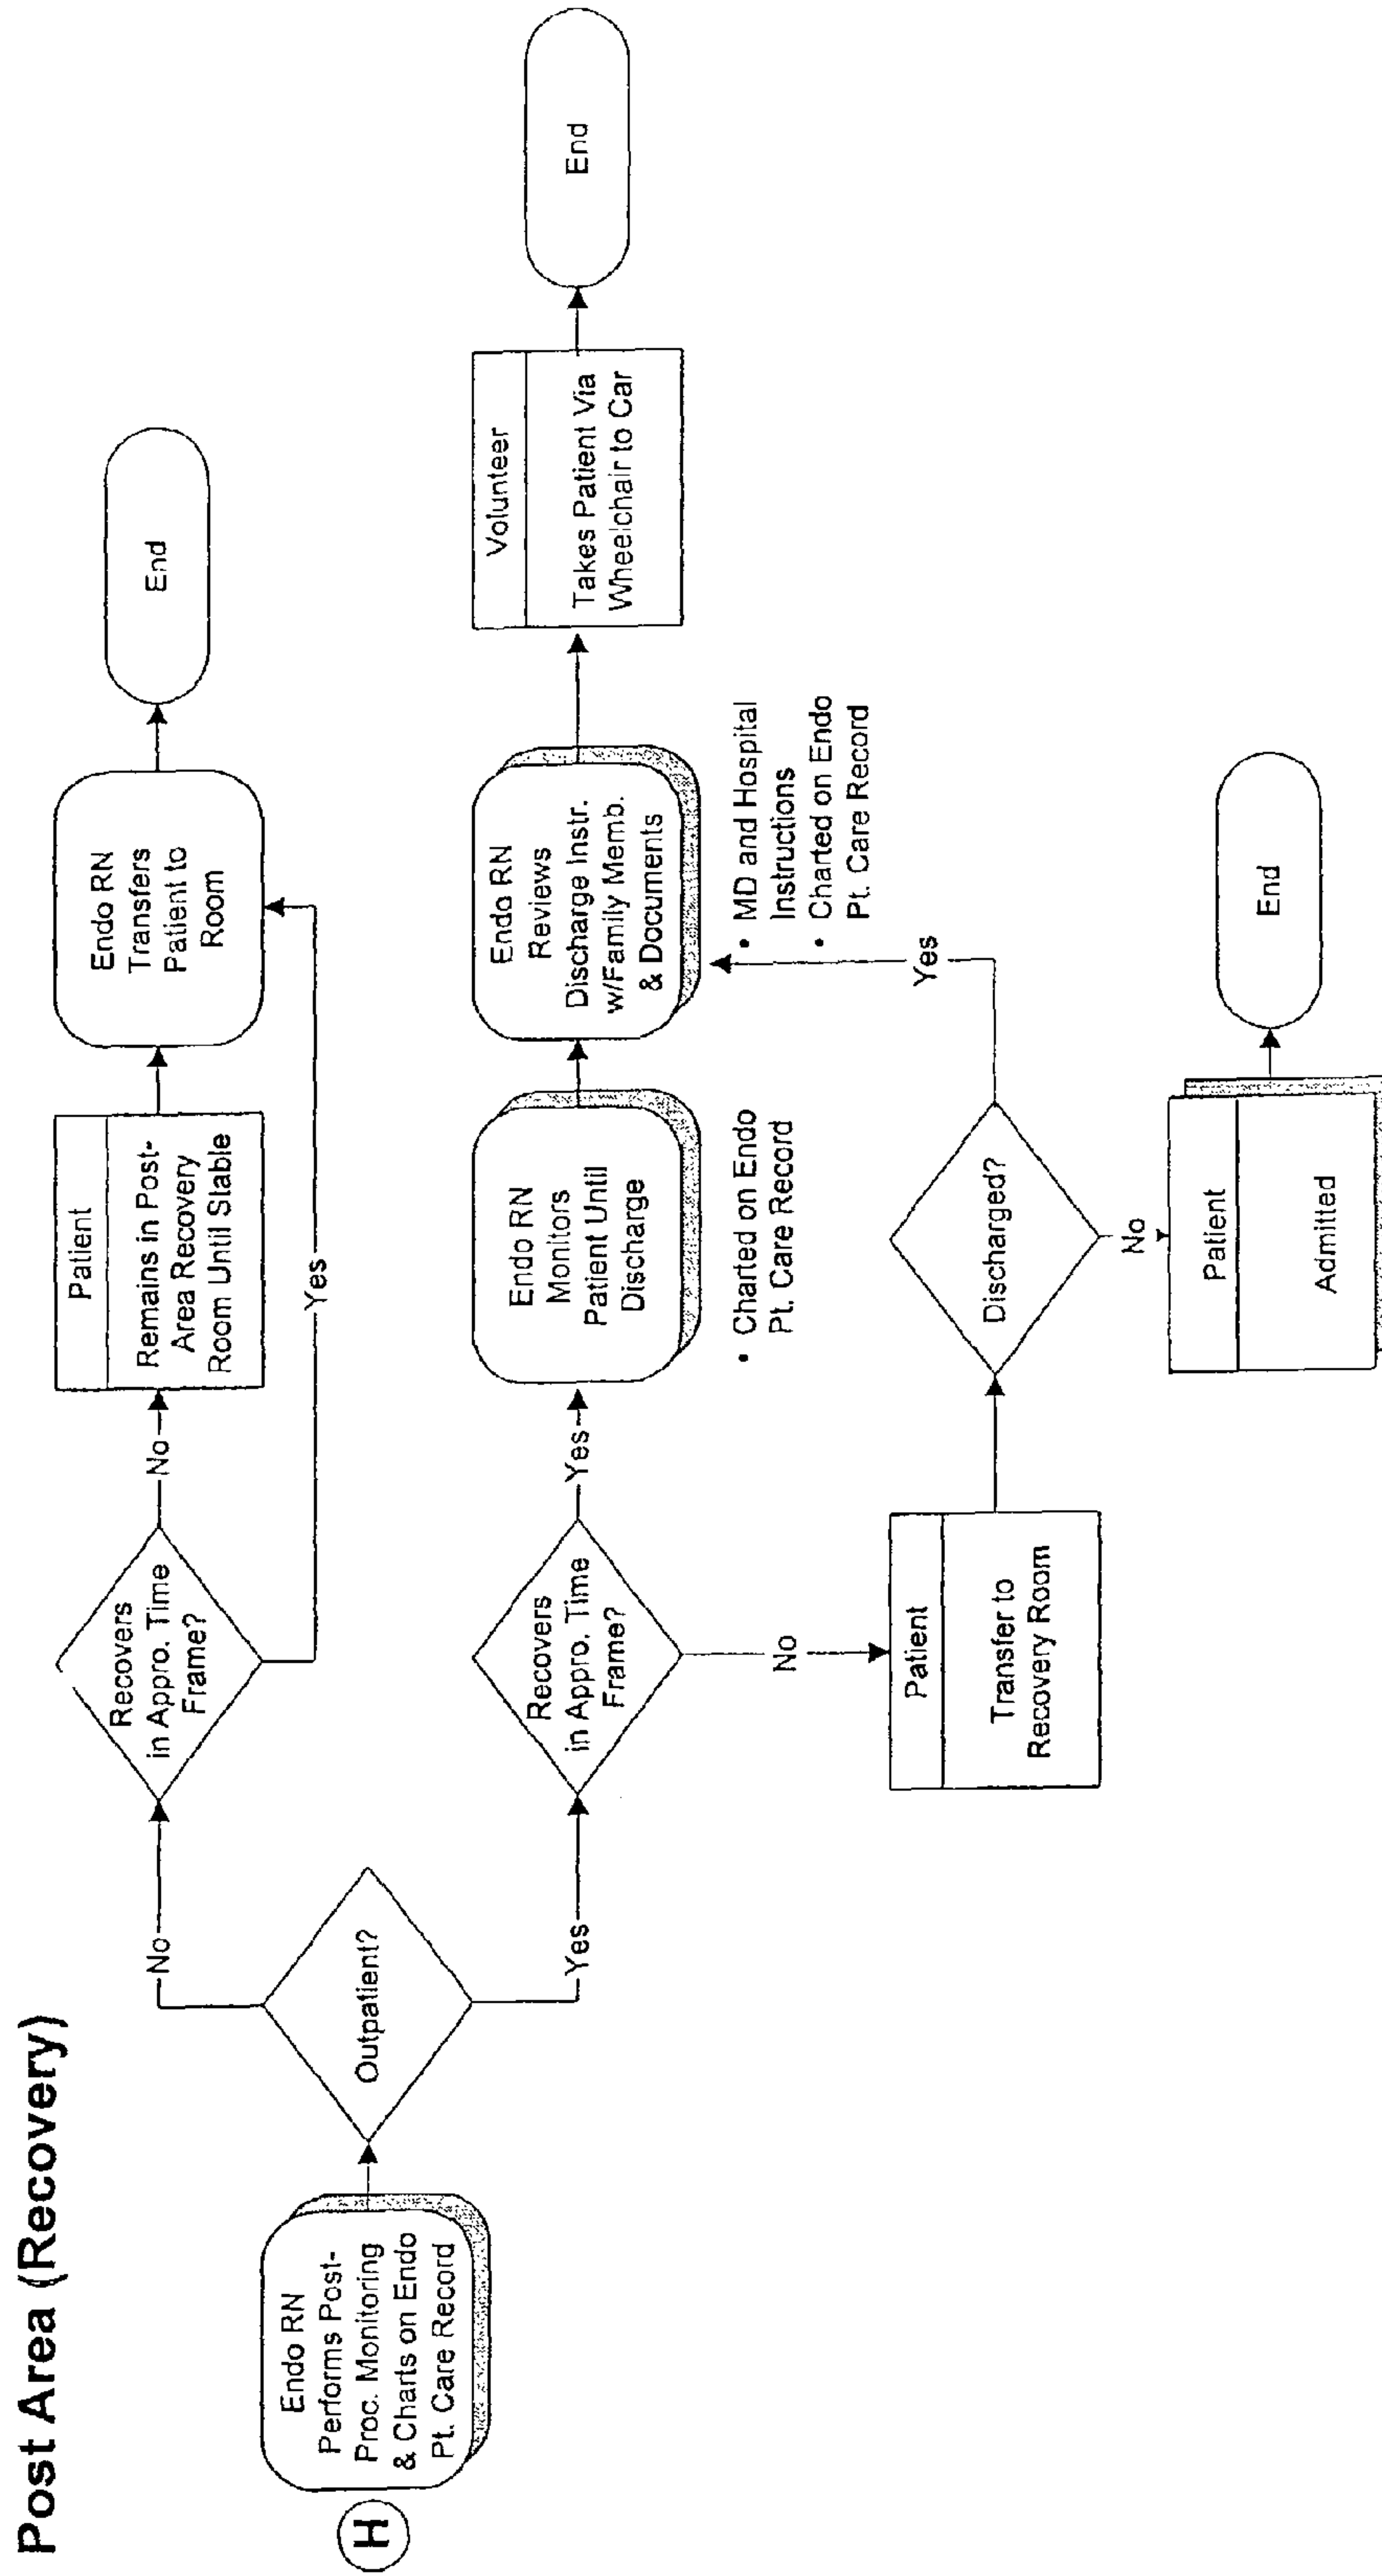 Post Area (Recovery)
H
Endo RN
Performs Post-
Proc. Monitoring
& Charts on Endo
Pt. Care Record
Outpatient?
No
Recovers
in Appro. Time
Frame?
No
Patient
Remains in Post-
Area Recovery
Room Until Stable
Yes
Endo RN
Transfers
Patient to
Room
End
Yes
Recovers
in Appro. Time
Frame?
Yes
Endo RN
Monitors
Patient Until
Discharge
• Charted on Endo
Pt. Care Record
Endo RN
Reviews
Discharge Instr.
w/Family Memb.
& Documents
• MD and Hospital
Instructions
• Charted on Endo
Pt. Care Record
Volunteer
Takes Patient Via
Wheelchair to Car
End
No
Patient
Transfer to
Recovery Room
Discharged?
Yes
No
Patient
Admitted
End